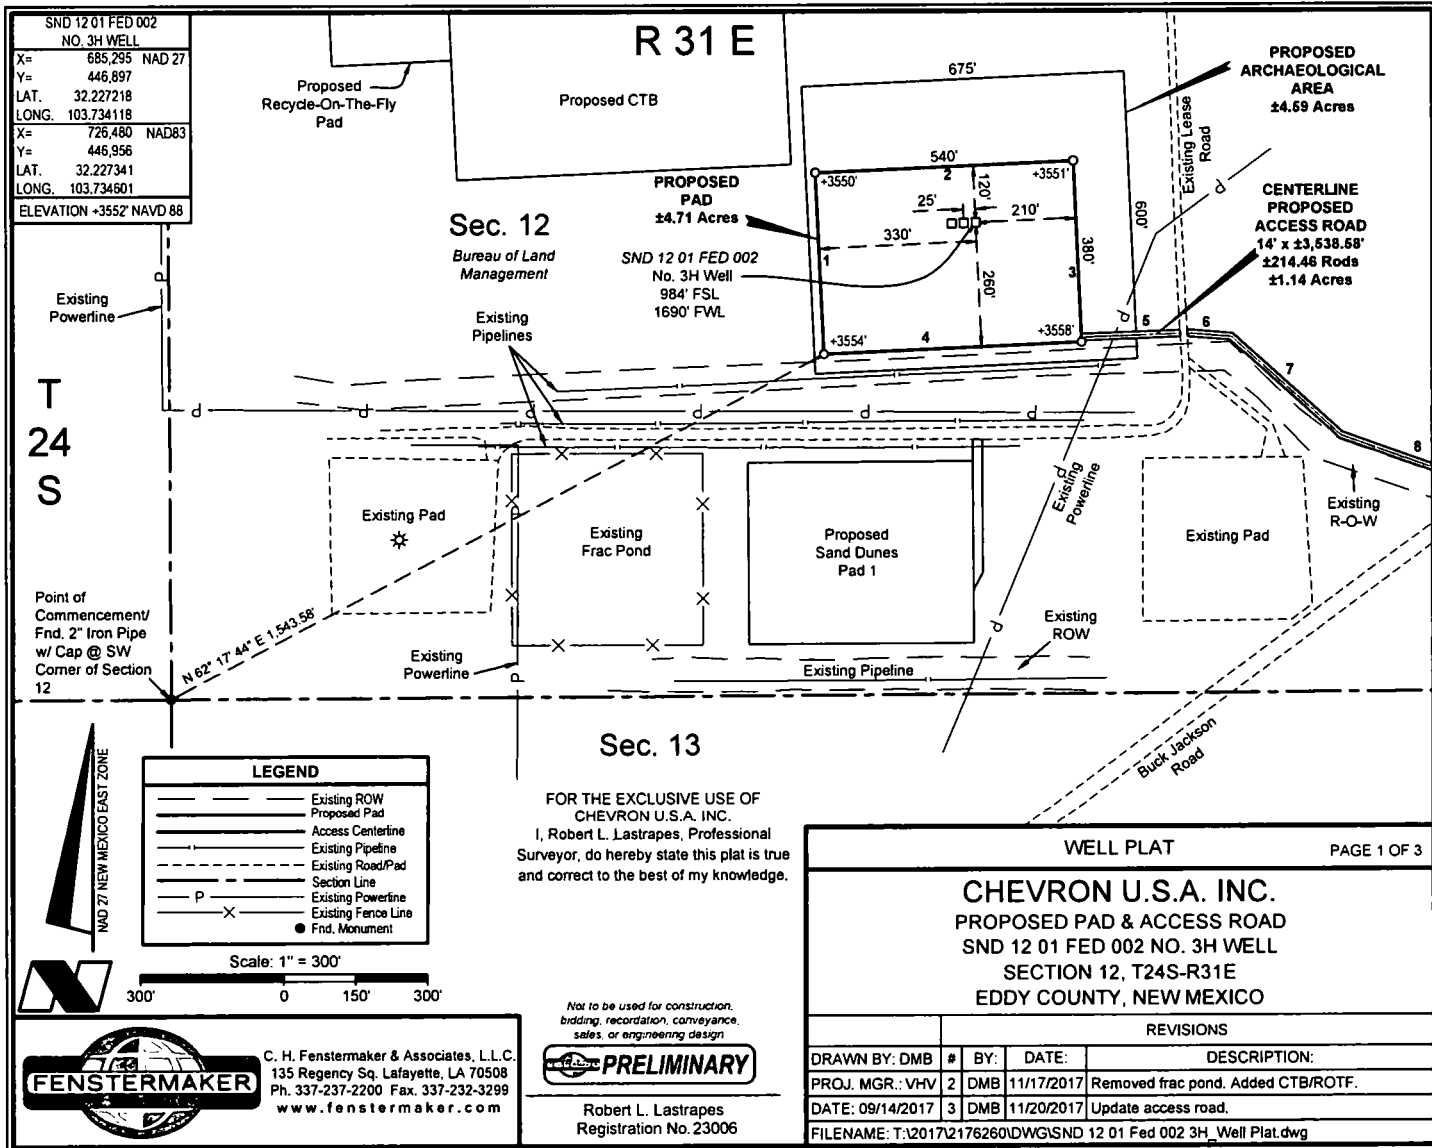 SND 12 01 FED 002
NO. 3H WELL
X= 685,295 NAD 27
Y= 446,897
LAT. 32.227218
LONG. 103.734118
X= 726,480 NAD83
Y= 446,956
LAT. 32.227341
LONG. 103.734601
ELEVATION +3552' NAVD 88
R 31 E
Proposed
Recycle-On-The-Fly
Pad
Proposed CTB
675'
PROPOSED
ARCHAEOLOGICAL
AREA
±4.59 Acres
Existing Lease
Road
PROPOSED
PAD
±4.71 Acres
540'
2
+3550'
+3551'
120'
25'
210'
330'
600'
380'
1
3
260'
+3554'
4
+3558'
CENTERLINE
PROPOSED
ACCESS ROAD
14' x ±3,538.58'
±214.46 Rods
±1.14 Acres
5
6
7
8
Sec. 12
Bureau of Land
Management
SND 12 01 FED 002
No. 3H Well
984' FSL
1690' FWL
P
Existing
Powerline
Existing
Pipelines
T
24
S
P
P
P
P
P
P
P
P
P
Existing
Powerline
P
Existing Pad
P
Existing
Frac Pond
Proposed
Sand Dunes
Pad 1
Existing Pad
Existing
R-O-W
Point of
Commencement/
Fnd. 2" Iron Pipe
w/ Cap @ SW
Corner of Section
12
N 62° 17' 44" E 1,543.58'
Existing
Powerline
P
Existing
ROW
Existing Pipeline
Buck Jackson
Road
Sec. 13
NAD 27 NEW MEXICO EAST ZONE
N
LEGEND
Existing ROW
Proposed Pad
Access Centerline
Existing Pipeline
Existing Road/Pad
Section Line
P Existing Powerline
X Existing Fence Line
Fnd. Monument
Scale: 1" = 300'
300' 0 150' 300'
FOR THE EXCLUSIVE USE OF
CHEVRON U.S.A. INC.
I, Robert L. Lastrapes, Professional
Surveyor, do hereby state this plat is true
and correct to the best of my knowledge.
Not to be used for construction,
bidding, recordation, conveyance,
sales, or engineering design
PRELIMINARY
Robert L. Lastrapes
Registration No. 23006
FENSTERMAKER
C. H. Fenstermaker & Associates, L.L.C.
135 Regency Sq. Lafayette, LA 70508
Ph. 337-237-2200 Fax. 337-232-3299
www.fenstermaker.com
WELL PLAT PAGE 1 OF 3
CHEVRON U.S.A. INC.
PROPOSED PAD & ACCESS ROAD
SND 12 01 FED 002 NO. 3H WELL
SECTION 12, T24S-R31E
EDDY COUNTY, NEW MEXICO
REVISIONS
DRAWN BY: DMB # BY: DATE: DESCRIPTION:
PROJ. MGR.: VHV 2 DMB 11/17/2017 Removed frac pond. Added CTB/ROTF.
DATE: 09/14/2017 3 DMB 11/20/2017 Update access road.
FILENAME: T:\2017\2176260\DWG\SND 12 01 Fed 002 3H_Well Plat.dwg